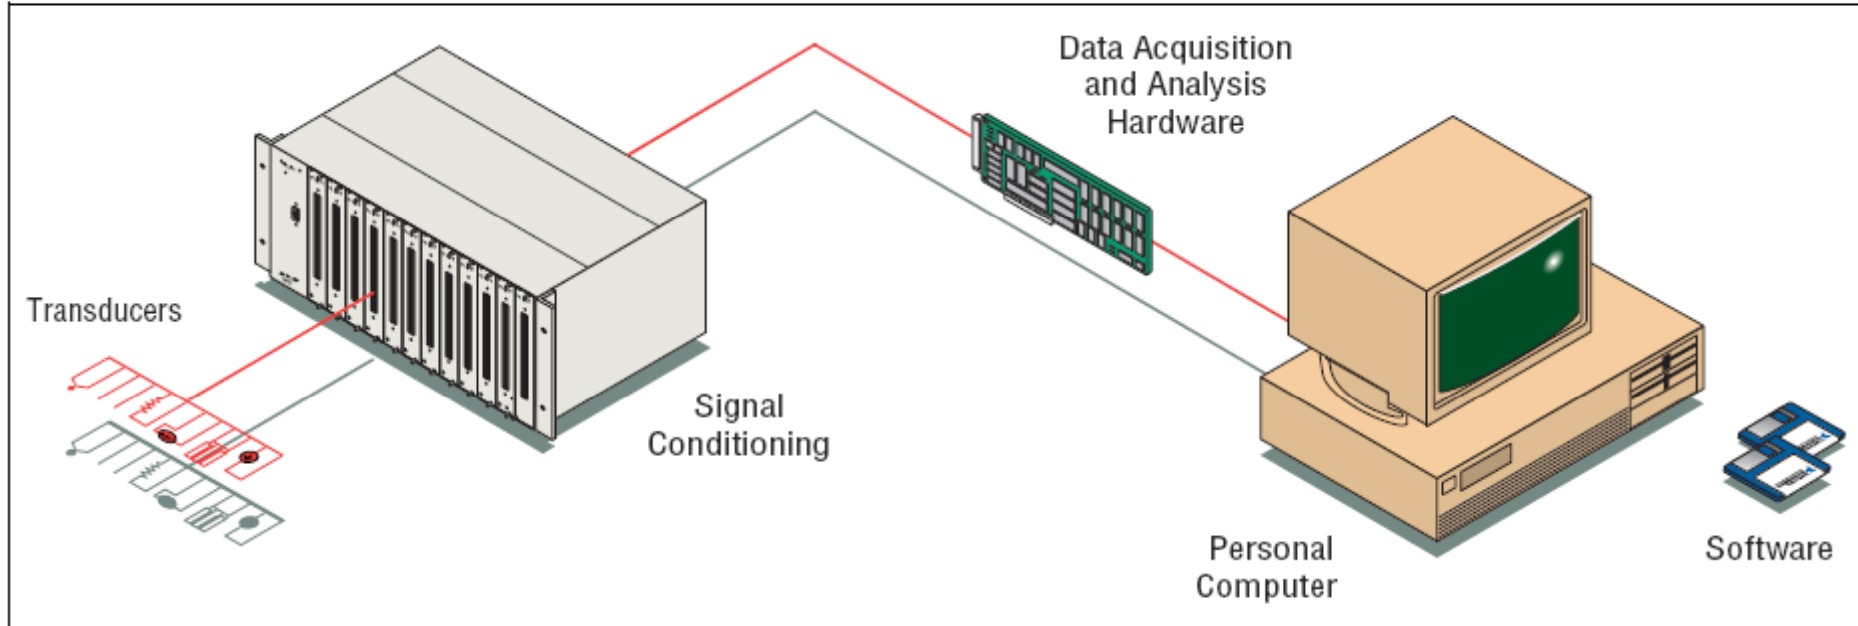 Transducers
Signal
Conditioning
Data Acquisition
and Analysis
Hardware
Personal
Computer
Software